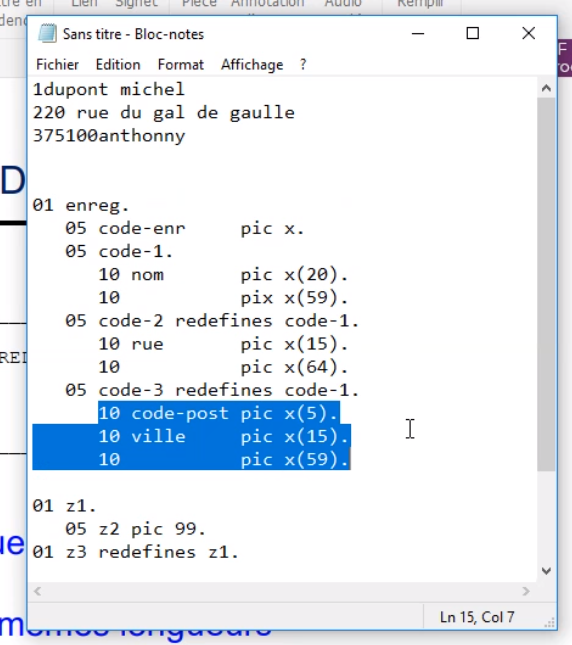 Lien Signet Pièce Annotation Audio Remplir
Sans titre - Bloc-notes
Fichier Edition Format Affichage ?
1dupont michel
220 rue du gal de gaulle
375100anthonny
01 enreg.
05 code-enr pic x.
05 code-1.
10 nom pic x(20).
10 pix x(59).
05 code-2 redefines code-1.
10 rue pic x(15).
10 pic x(64).
05 code-3 redefines code-1.
10 code-post pic x(5).
10 ville pic x(15).
10 pic x(59).
01 z1.
05 z2 pic 99.
01 z3 redefines z1.
Ln 15, Col 7